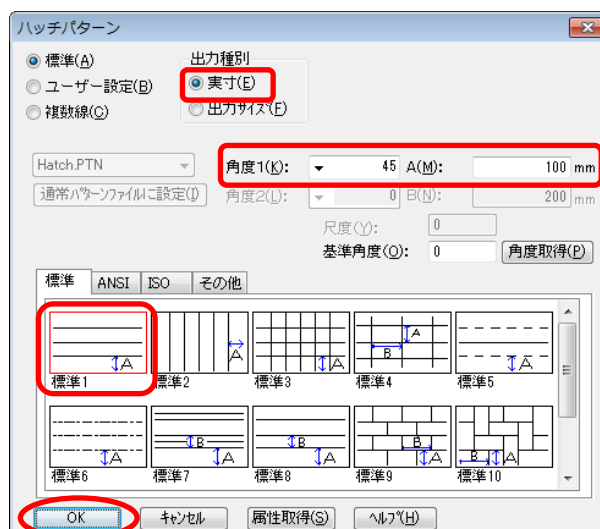 ハッチパターン
標準(A)
ユーザー設定(B)
複数線(C)
出力種別
実寸(E)
出力サイズ(F)
Hatch.PTN
通常パターンファイルに設定(I)
角度1(K): 45 A(M): 100 mm
角度2(L): 0 B(N): 200 mm
尺度(Y): 0
基準角度(O): 0 角度取得(P)
標準 ANSI ISO その他
A A A A B A
標準1 標準2 標準3 標準4 標準5
A B A B A B A B A
標準6 標準7 標準8 標準9 標準10
OK キャンセル 属性取得(S) ヘルプ(H)